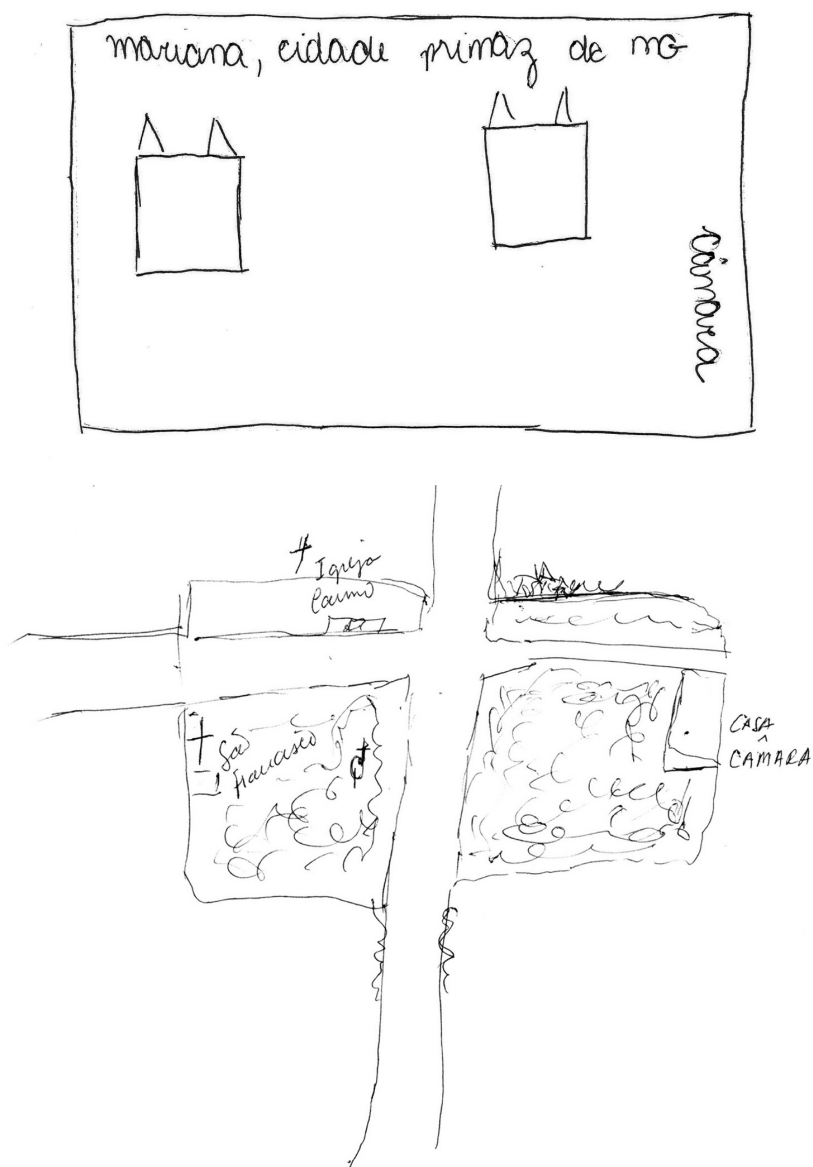 mariana, cidade primaz de mG
câmara
Igreja
Carmo
São
Francisco
CASA
CÂMARA